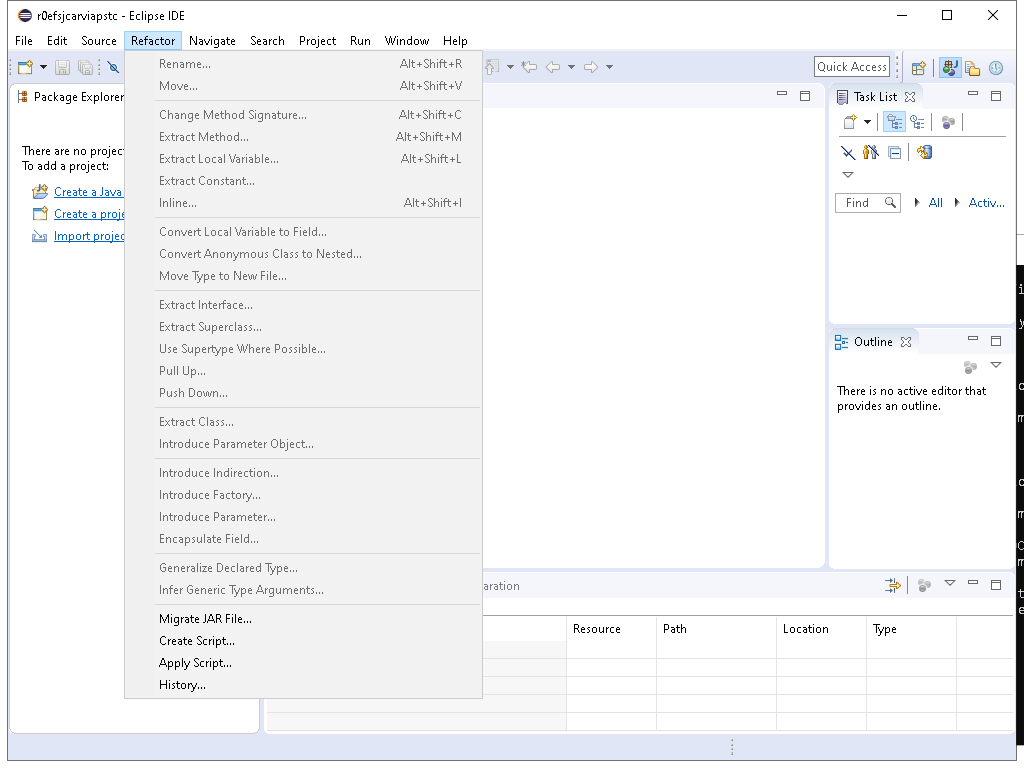 r0efsjcarviapstc - Eclipse IDE
File Edit Source Refactor Navigate Search Project Run Window Help
Quick Access
Package Explorer
There are no
To add a project:
Create a Java
Create a
Import
Rename... Alt+Shift+R
Move... Alt+Shift+V
Change Method Signature... Alt+Shift+C
Extract Method... Alt+Shift+M
Extract Local Variable... Alt+Shift+L
Extract Constant...
Inline... Alt+Shift+I
Convert Local Variable to Field...
Convert Anonymous Class to Nested...
Move Type to New File...
Extract Interface...
Extract Superclass...
Use Supertype Where Possible...
Pull Up...
Push Down...
Extract Class...
Introduce Parameter Object...
Introduce Indirection...
Introduce Factory...
Introduce Parameter...
Encapsulate Field...
Generalize Declared Type...
Infer Generic Type Arguments...
Migrate JAR File...
Create Script...
Apply Script...
History...
Task List
Find All Activ...
Outline
There is no active editor that
provides an outline.
aration
Resource Path Location Type